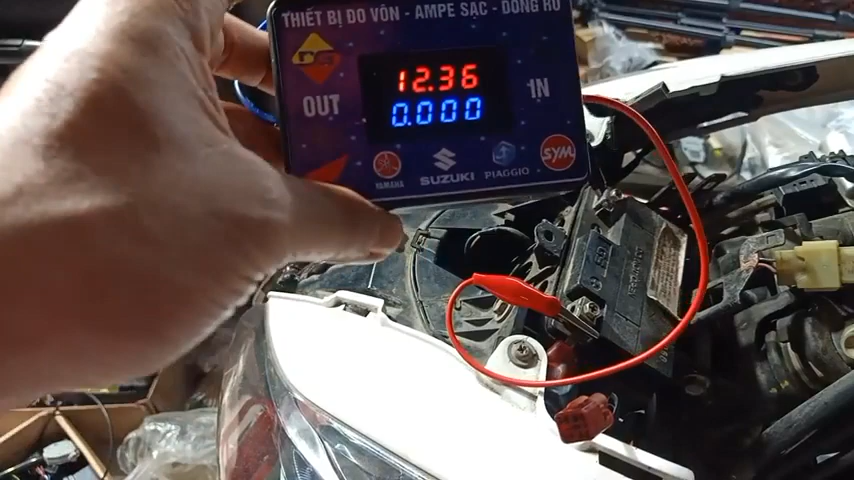 THIẾT BỊ ĐO VÔN - AMPE SẠC - DÒNG RÒ
OUT
12.36
0.000
IN
YAMAHA
SUZUKI
PIAGGIO
SYM